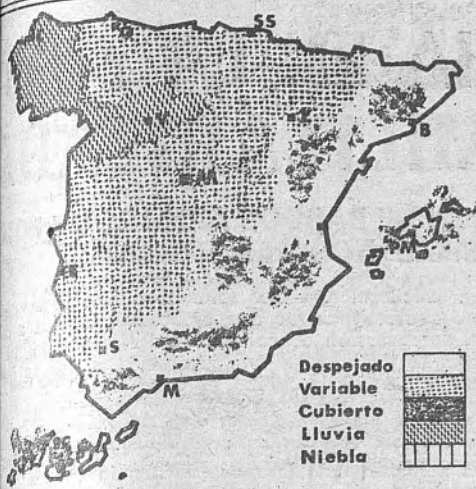 SS
B
M
PM
S
M
Despejado
Variable
Cubierto
Lluvia
Niebla